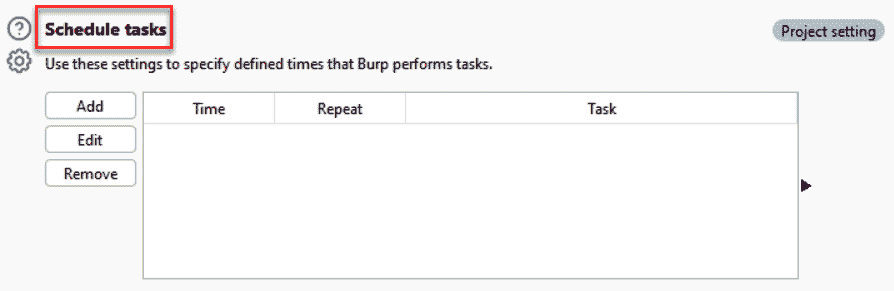 Schedule tasks
Project setting
Use these settings to specify defined times that Burp performs tasks.
Add
Time Repeat Task
Edit
Remove